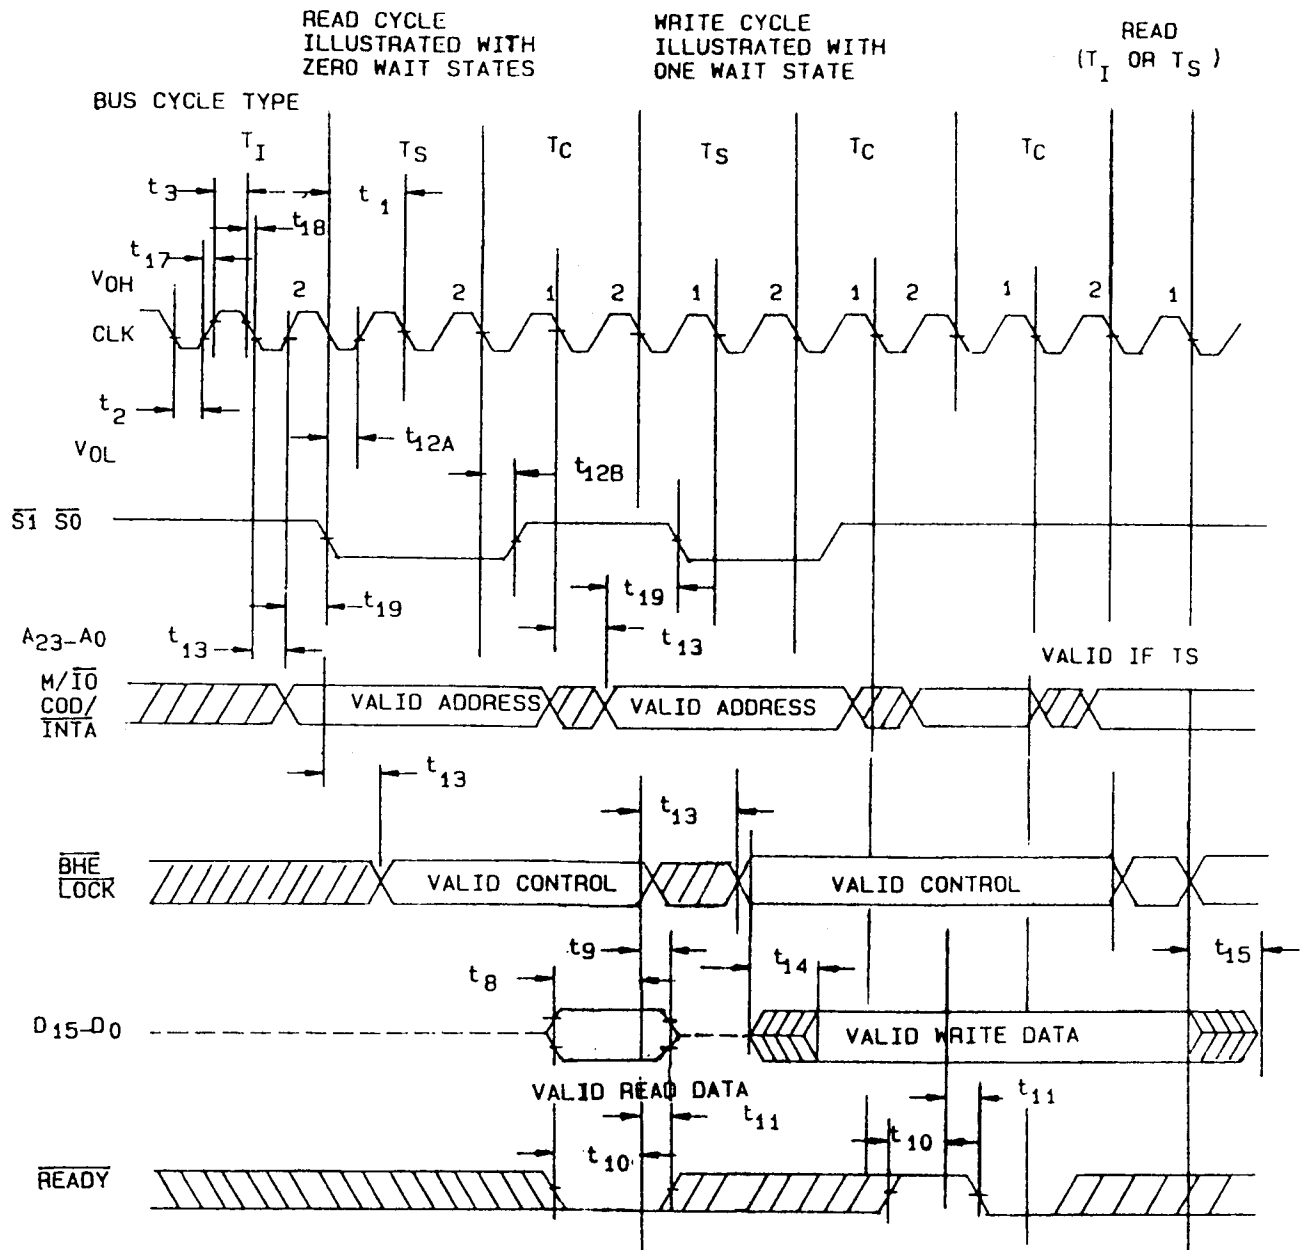 READ CYCLE
ILLUSTRATED WITH
ZERO WAIT STATES
WRITE CYCLE
ILLUSTRATED WITH
ONE WAIT STATE
READ
(TI OR TS)
BUS CYCLE TYPE
TI TS TC TS TC TC
t3 t1
t18
t17
VOH 2 2 1 2 1 2 1 2 1 2 1
CLK
t2
t12A
VOL
t12B
S1 S0
t19 t19
A23-A0 t13 t13
VALID IF TS
M/IO
COD/
INTA
VALID ADDRESS VALID ADDRESS
t13 t13
BHE
LOCK
VALID CONTROL VALID CONTROL
t9
t8 t14 t15
D15-D0 VALID WRITE DATA
VALID READ DATA
t11 t11
t10 t10
READY